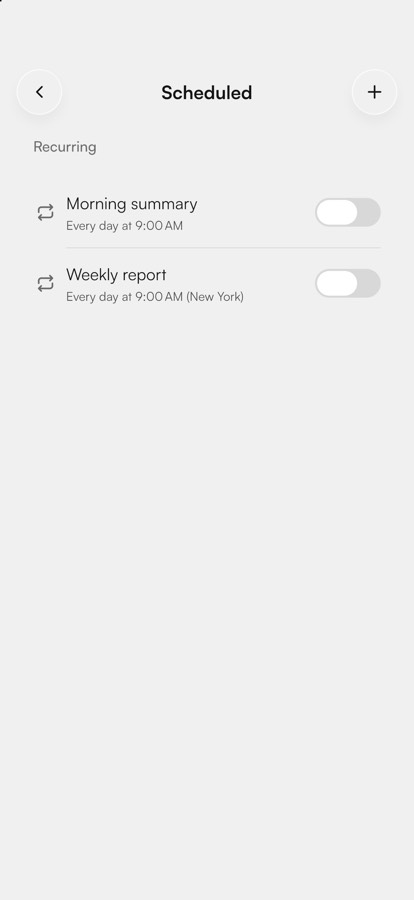 Scheduled
Recurring
Morning summary
Every day at 9:00 AM
Weekly report
Every day at 9:00 AM (New York)